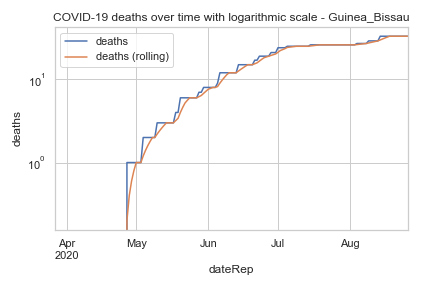 COVID-19 deaths over time with logarithmic scale - Guinea_Bissau
deaths
deaths (rolling)
deaths
10¹
10⁰
Apr
2020
May
Jun
Jul
Aug
dateRep